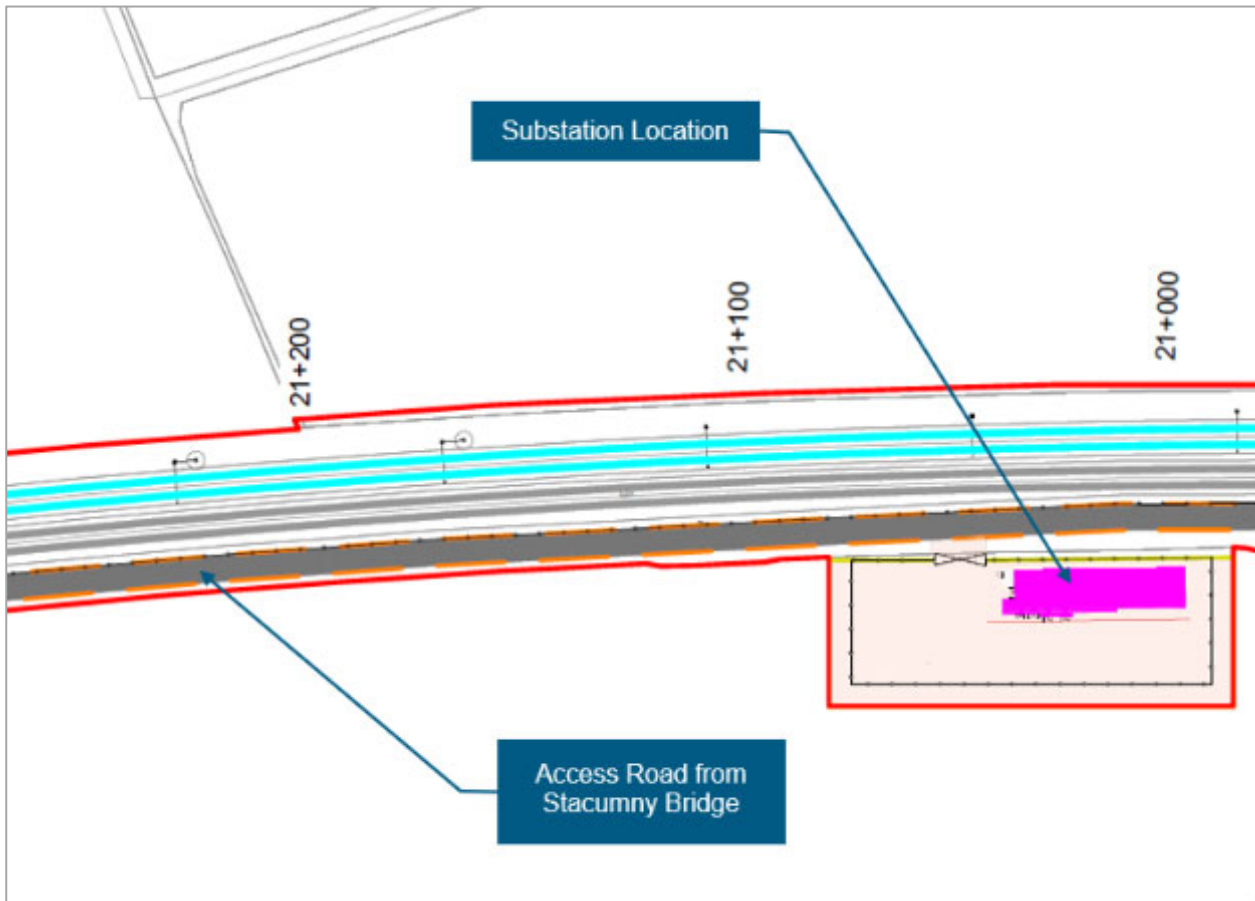 Substation Location
21+200
21+100
21+000
Access Road from
Stacumny Bridge